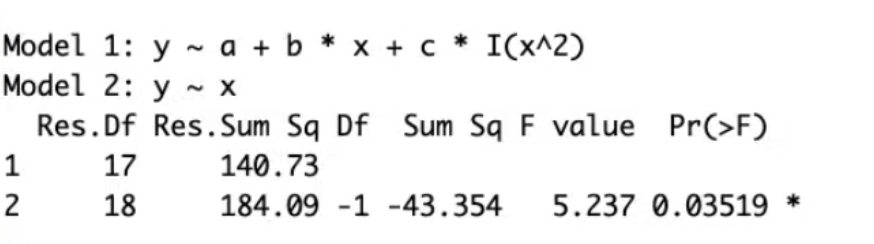 Model 1: y ~ a + b * x + c * I(x^2)
Model 2: y ~ x
  Res.Df Res.Sum Sq Df  Sum Sq F value  Pr(>F)
1     17     140.73
2     18     184.09 -1 -43.354   5.237 0.03519 *